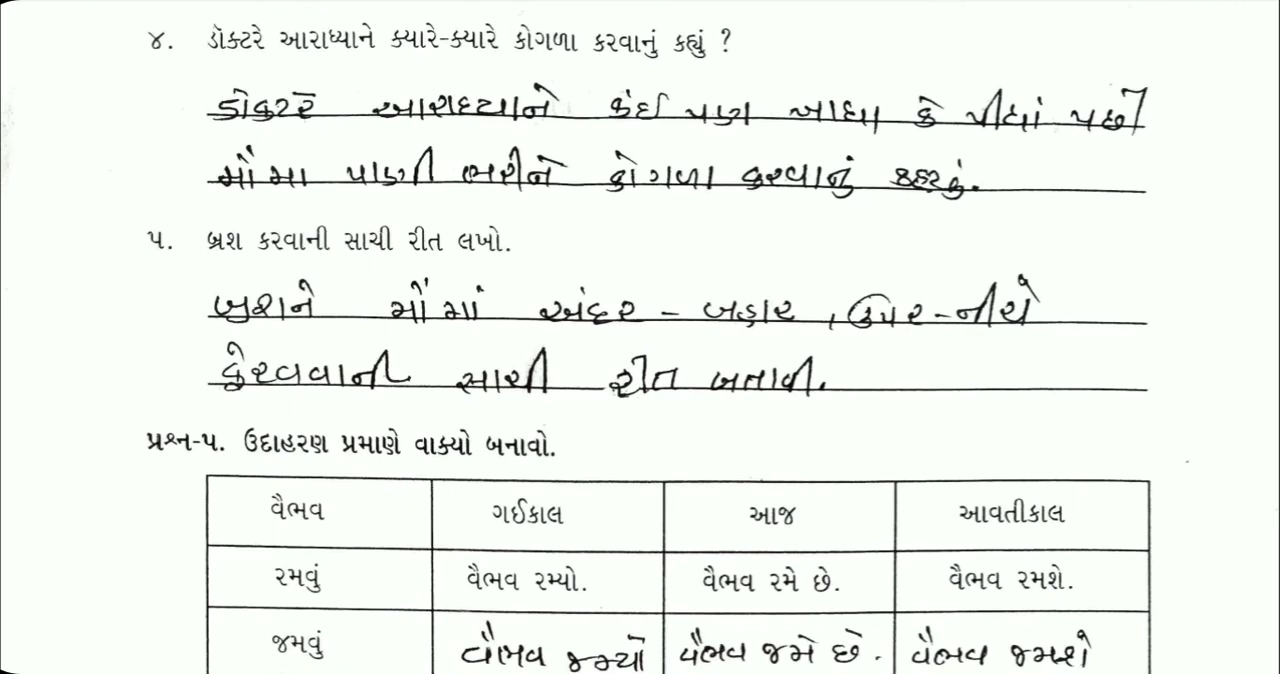 ૪. ડૉક્ટરે આરાધ્યાને ક્યારે-ક્યારે કોગળા કરવાનું કહ્યું ?
ડોક્ટરે આરાધ્યાને કંઈ પણ ખાધા કે પીધાં પછી
મોંમા પાણી ભરીને કોગળા કરવાનું
૫. બ્રશ કરવાની સાચી રીત લખો.
બ્રુશને મોંમાં અંદર - બહાર , ઉપર - નીચે
ફેરવવાની સાચી રીત બતાવી.
પ્રશ્ન-૫. ઉદાહરણ પ્રમાણે વાક્યો બનાવો.
વૈભવ ગઈકાલ આજ આવતીકાલ
રમવું વૈભવ રમ્યો. વૈભવ રમે છે. વૈભવ રમશે.
જમવું વૈભવ જમ્યો વૈભવ જમે છે. વૈભવ જમશે